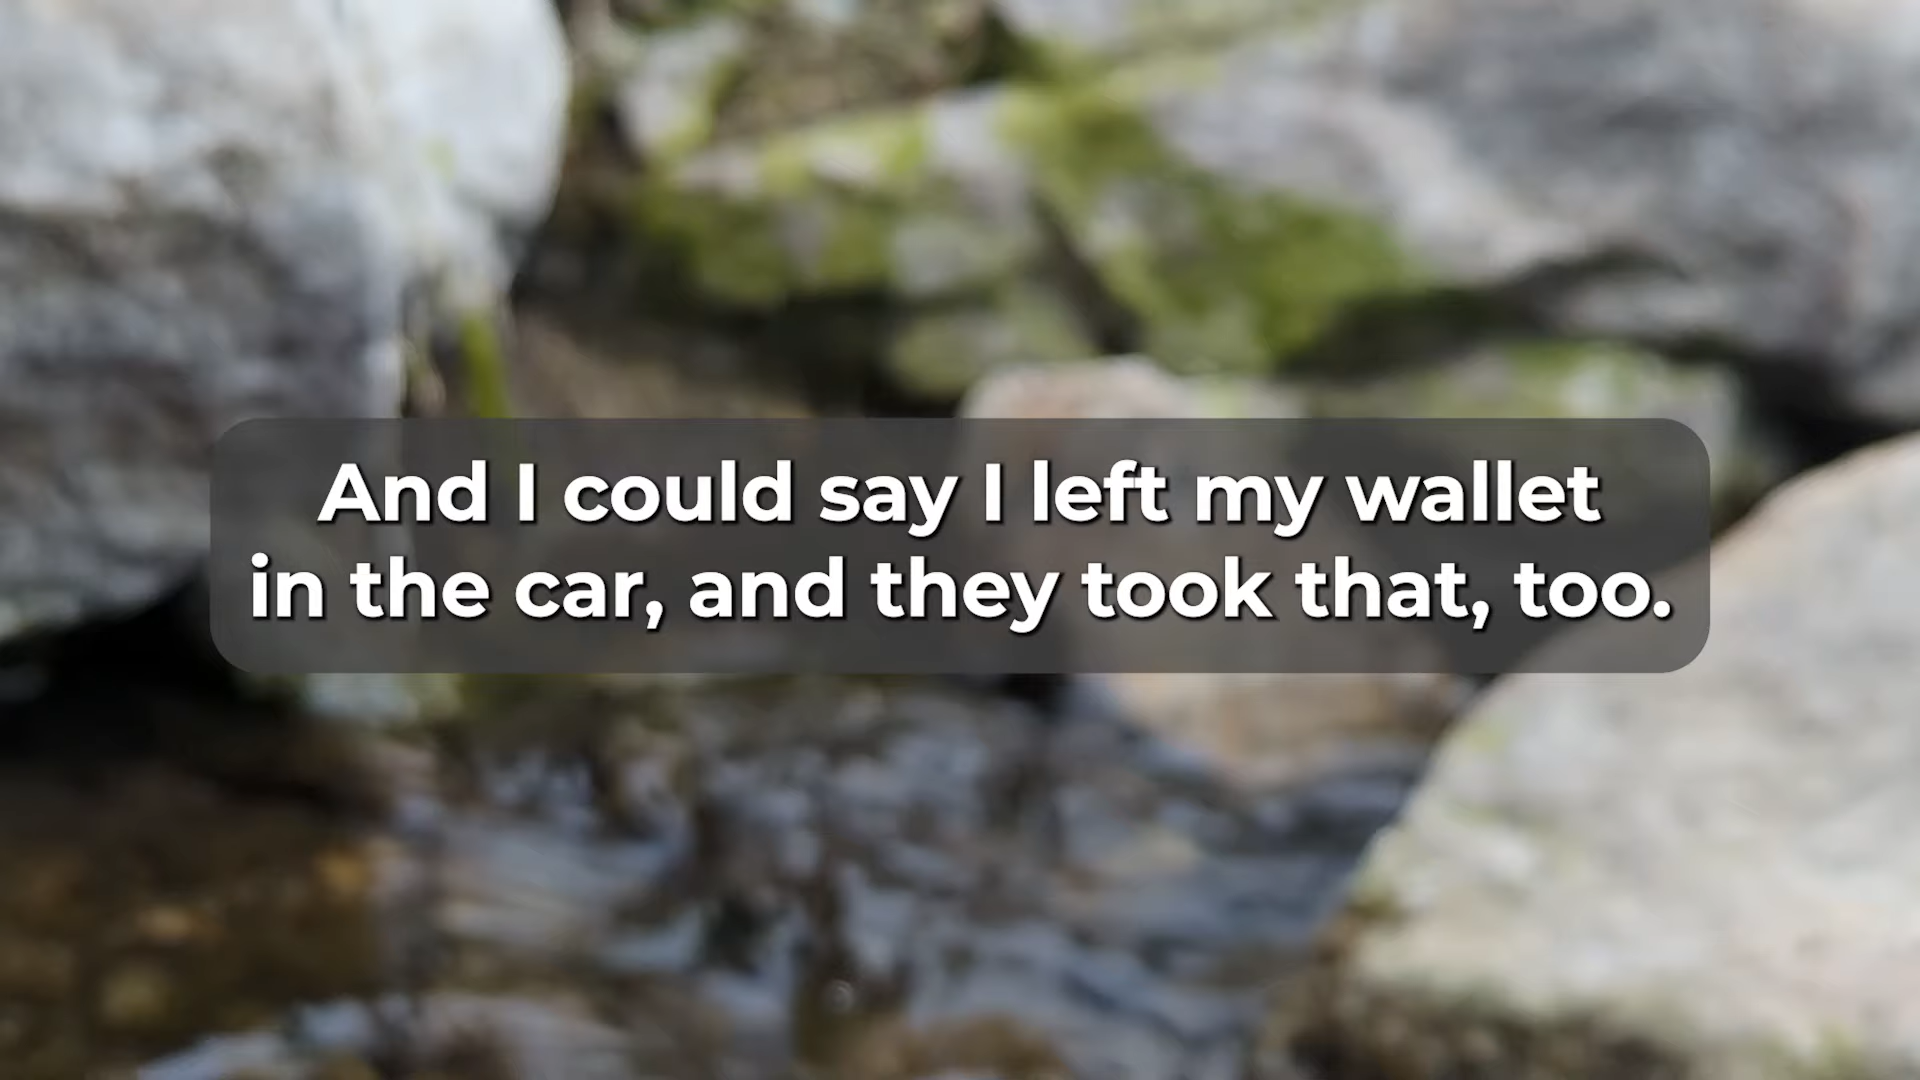 And I could say I left my wallet
in the car, and they took that, too.